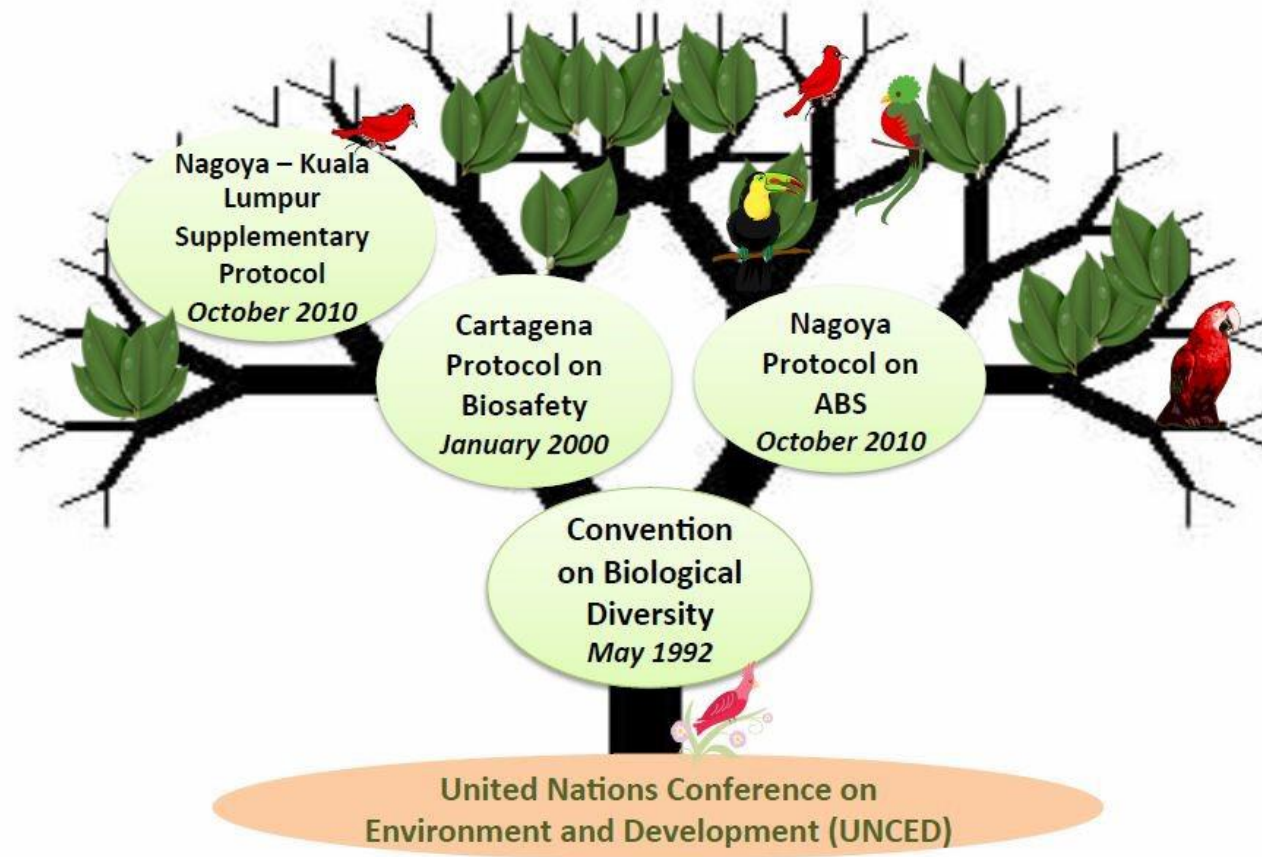 Nagoya – Kuala
Lumpur
Supplementary
Protocol
October 2010
Cartagena
Protocol on
Biosafety
January 2000
Nagoya
Protocol on
ABS
October 2010
Convention
on Biological
Diversity
May 1992
United Nations Conference on
Environment and Development (UNCED)